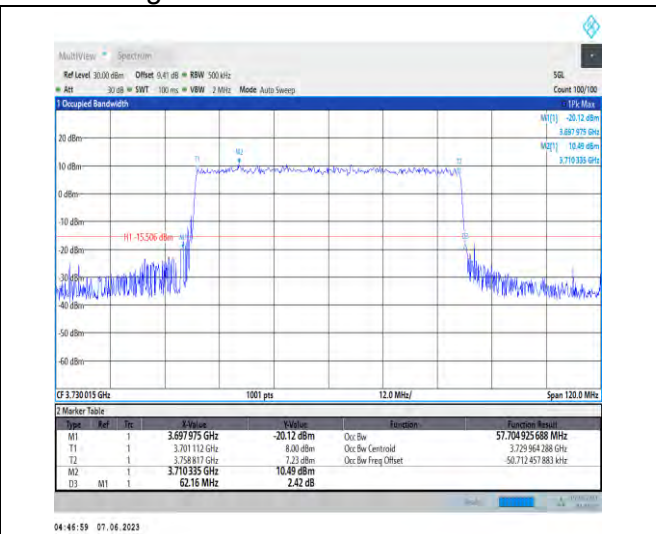 MultiView Spectrum
Ref Level 30.00 dBm Offset 9.41 dB RBW 500 kHz SGL
Att 30 dB SWT 100 ms VBW 2 MHz Mode Auto Sweep Count 100/100
1 Occupied Bandwidth 1Pk Max
M1[1] -20.12 dBm
3.697 975 GHz
M2[1] 10.49 dBm
3.710 335 GHz
20 dBm
T1 M2 T2
10 dBm
0 dBm
-10 dBm
H1 -15.506 dBm M1
-20 dBm
-30 dBm
-40 dBm
-50 dBm
-60 dBm
CF 3.730 015 GHz 1001 pts 12.0 MHz/ Span 120.0 MHz
2 Marker Table
Type Ref Trc X-Value Y-Value Function Function Result
M1 1 3.697 975 GHz -20.12 dBm Occ Bw 57.704 925 688 MHz
T1 1 3.701 112 GHz 8.00 dBm Occ Bw Centroid 3.729 964 288 GHz
T2 1 3.758 817 GHz 7.23 dBm Occ Bw Freq Offset -50.712 457 883 kHz
M2 1 3.710 335 GHz 10.49 dBm
D3 M1 1 62.16 MHz 2.42 dB
04:46:59 07.06.2023